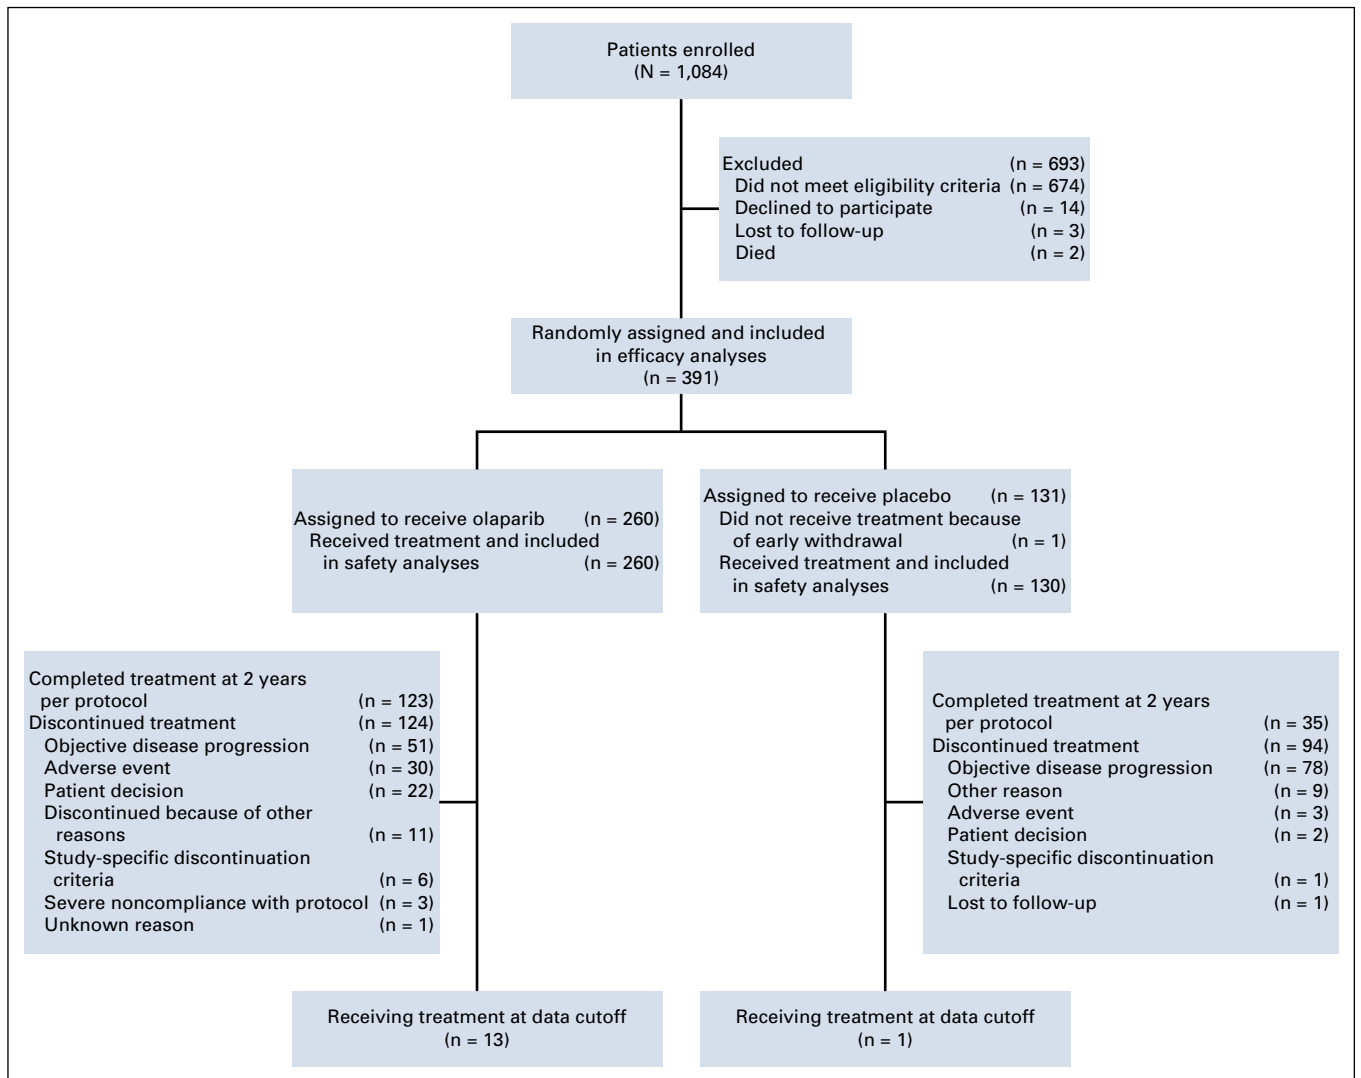 Patients enrolled
(N = 1,084)
Excluded (n = 693)
Did not meet eligibility criteria (n = 674)
Declined to participate (n = 14)
Lost to follow-up (n = 3)
Died (n = 2)
Randomly assigned and included
in efficacy analyses
(n = 391)
Assigned to receive olaparib (n = 260)
Received treatment and included
in safety analyses (n = 260)
Assigned to receive placebo (n = 131)
Did not receive treatment because
of early withdrawal (n = 1)
Received treatment and included
in safety analyses (n = 130)
Completed treatment at 2 years
per protocol (n = 123)
Discontinued treatment (n = 124)
Objective disease progression (n = 51)
Adverse event (n = 30)
Patient decision (n = 22)
Discontinued because of other
reasons (n = 11)
Study-specific discontinuation
criteria (n = 6)
Severe noncompliance with protocol (n = 3)
Unknown reason (n = 1)
Completed treatment at 2 years
per protocol (n = 35)
Discontinued treatment (n = 94)
Objective disease progression (n = 78)
Other reason (n = 9)
Adverse event (n = 3)
Patient decision (n = 2)
Study-specific discontinuation
criteria (n = 1)
Lost to follow-up (n = 1)
Receiving treatment at data cutoff
(n = 13)
Receiving treatment at data cutoff
(n = 1)